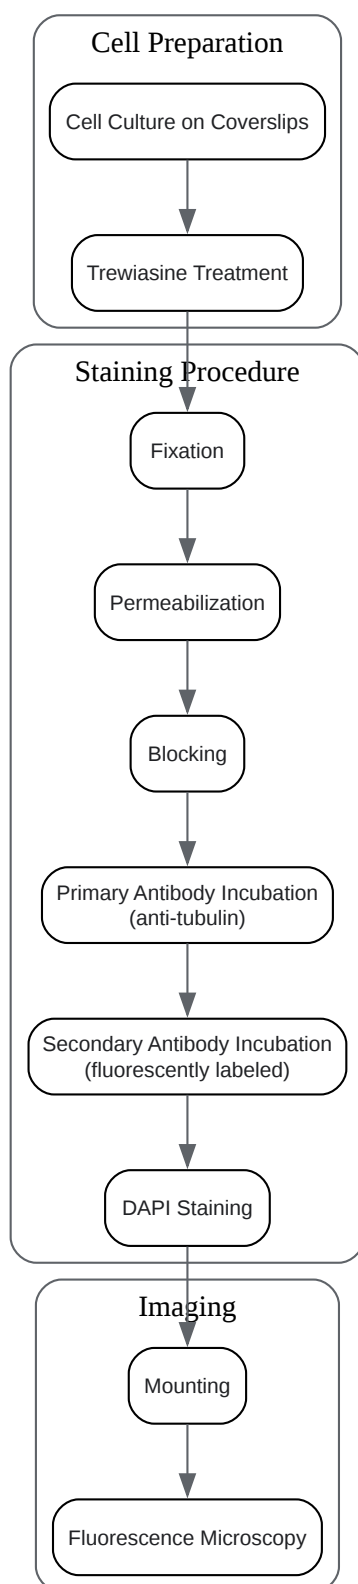 Cell Preparation
Cell Culture on Coverslips
Trewiasine Treatment
Staining Procedure
Fixation
Permeabilization
Blocking
Primary Antibody Incubation
(anti-tubulin)
Secondary Antibody Incubation
(fluorescently labeled)
DAPI Staining
Imaging
Mounting
Fluorescence Microscopy